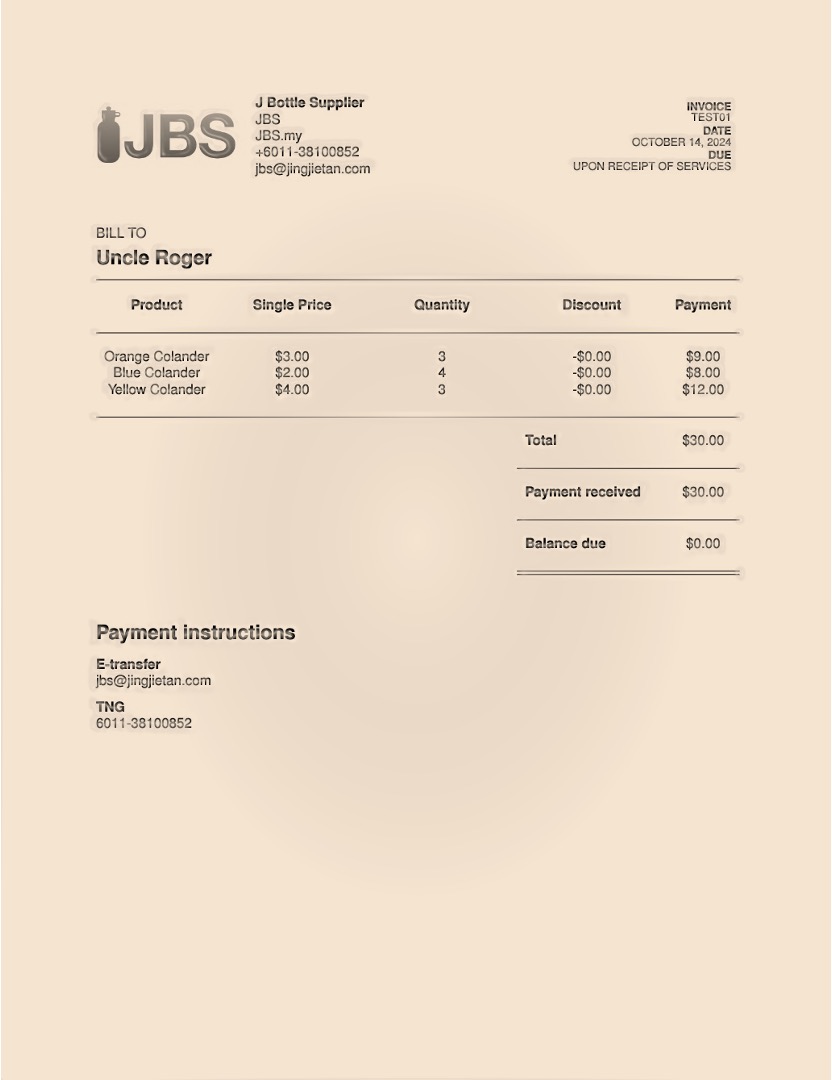 JBS
J Bottle Supplier
JBS
JBS.my
+6011-38100852
jbs@jingjietan.com
INVOICE
TEST01
DATE
OCTOBER 14, 2024
DUE
UPON RECEIPT OF SERVICES
BILL TO
Uncle Roger
Product Single Price Quantity Discount Payment
Orange Colander $3.00 3 -$0.00 $9.00
Blue Colander $2.00 4 -$0.00 $8.00
Yellow Colander $4.00 3 -$0.00 $12.00
Total $30.00
Payment received $30.00
Balance due $0.00
Payment instructions
E-transfer
jbs@jingjietan.com
TNG
6011-38100852